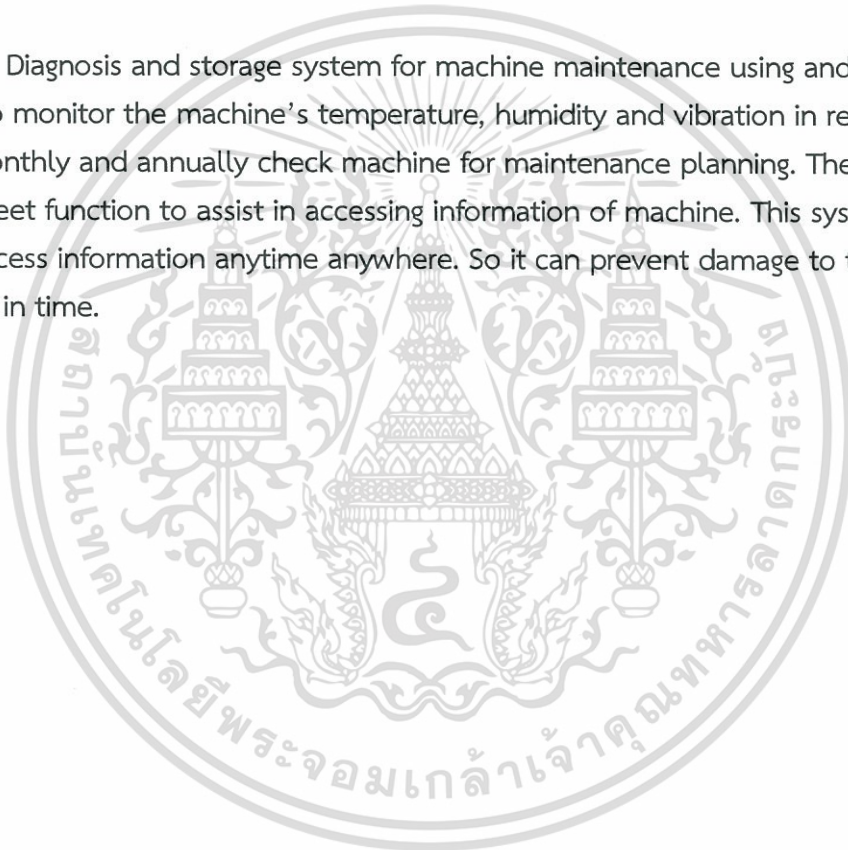 Diagnosis and storage system for machine maintenance using and
monitor the machine's temperature, humidity and vibration in re
nthly and annually check machine for maintenance planning. The
eet function to assist in accessing information of machine. This sys
cess information anytime anywhere. So it can prevent damage to t
in time.
สถาบันเทคโนโลยีพระจอมเกล้าเจ้าคุณทหารลาดกระบัง